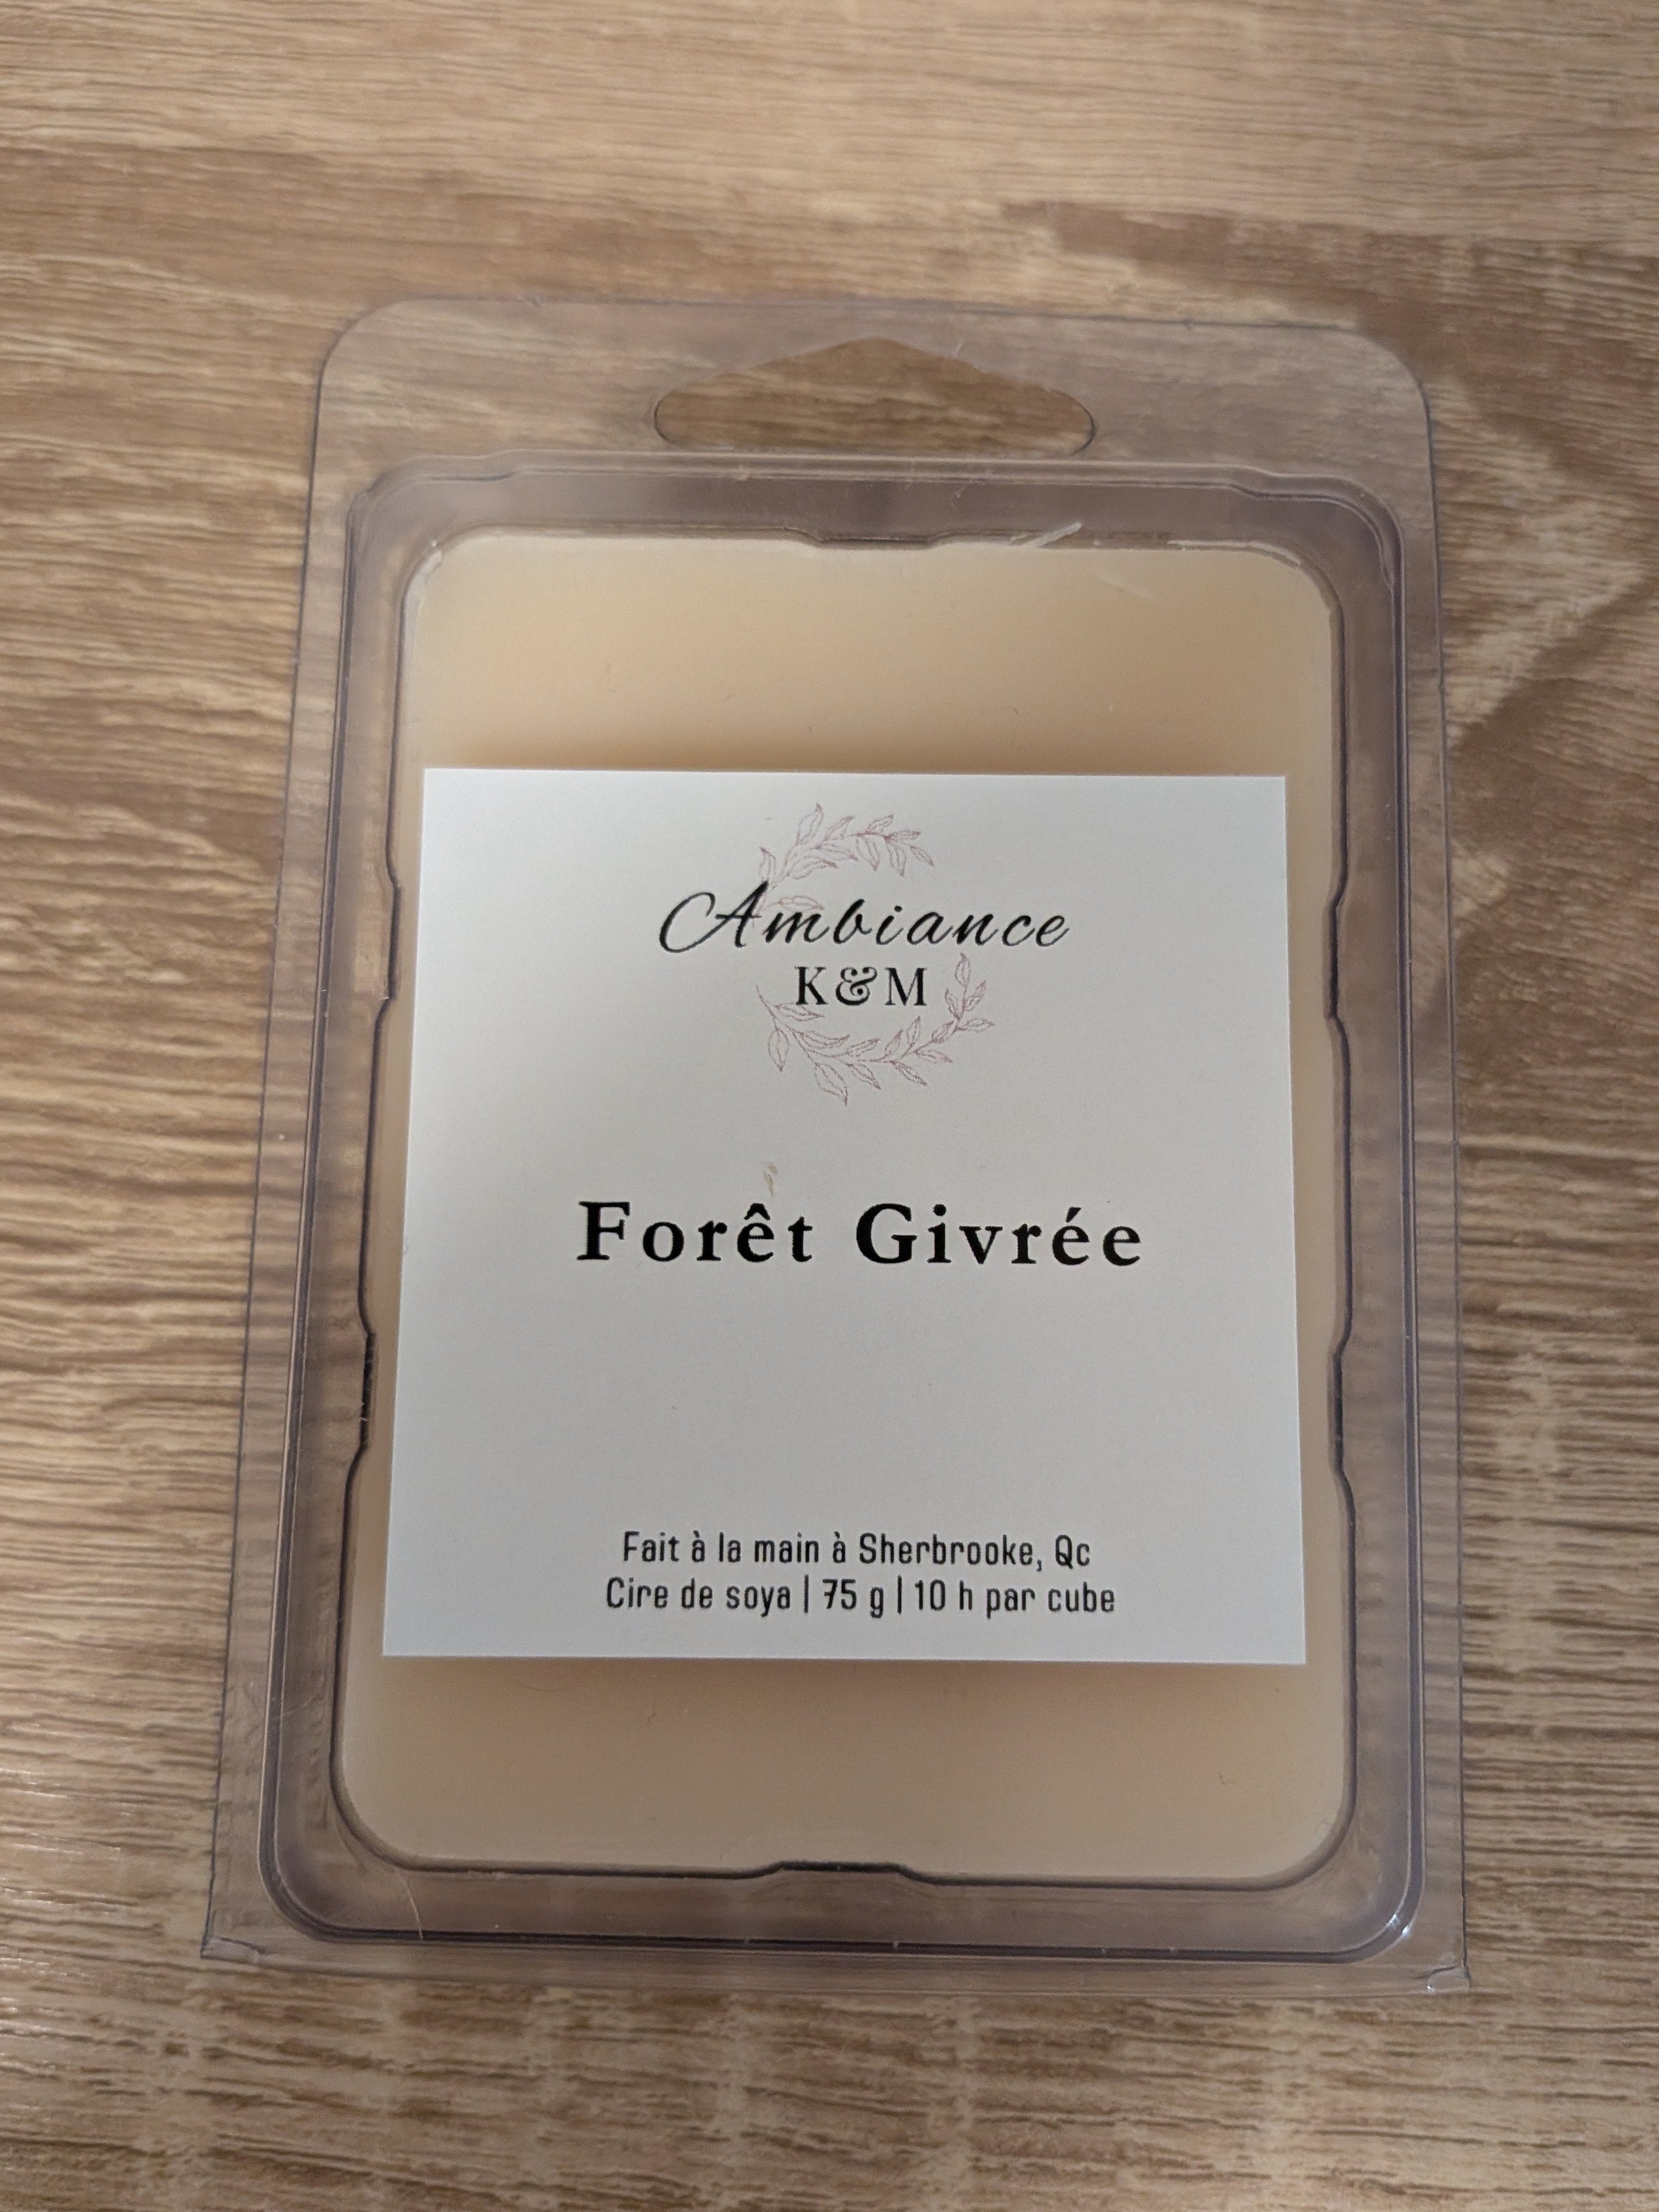 Ambiance
K&M
Forêt Givrée
Fait à la main à Sherbrooke, Qc
Cire de soya | 75 g | 10 h par cube